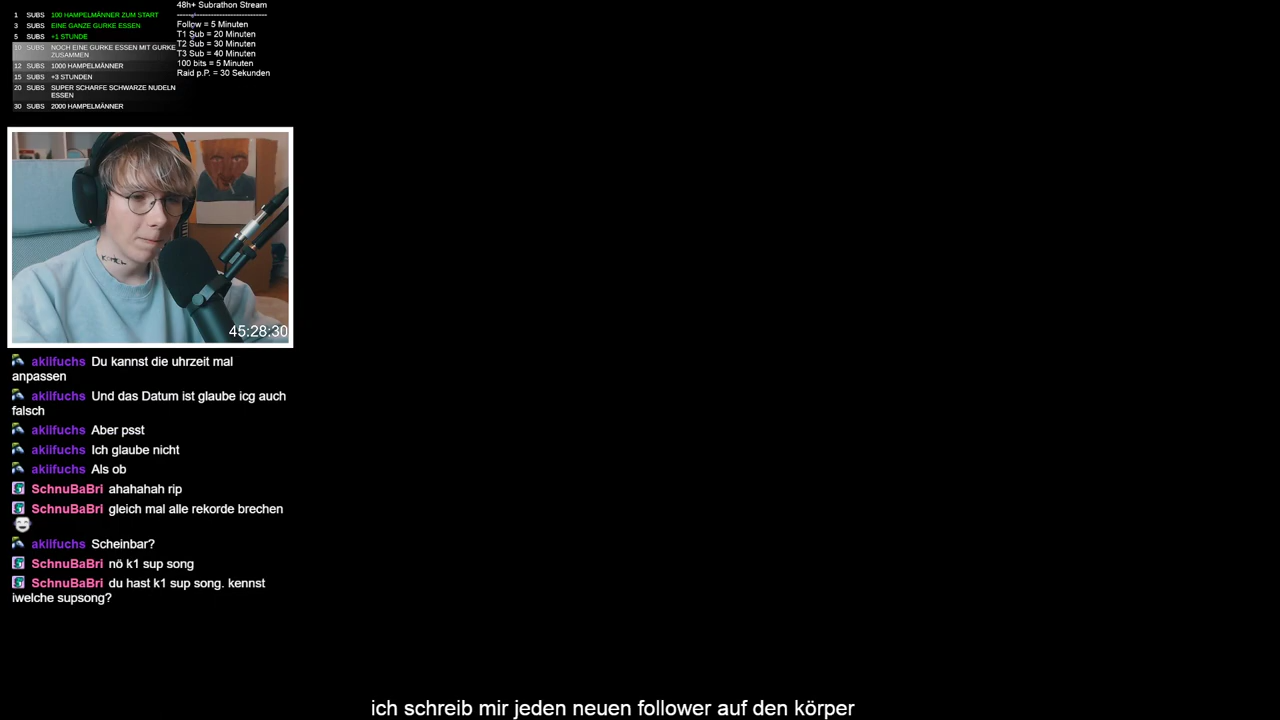 1 SUBS 100 HAMPELMÄNNER ZUM START
3 SUBS EINE GANZE GURKE ESSEN
5 SUBS +1 STUNDE
10 SUBS NOCH EINE GURKE ESSEN MIT GURKE
ZUSAMMEN
12 SUBS 1000 HAMPELMÄNNER
15 SUBS +3 STUNDEN
20 SUBS SUPER SCHARFE SCHWARZE NUDELN
ESSEN
30 SUBS 2000 HAMPELMÄNNER
48h+ Subrathon Stream
Follow = 5 Minuten
T1 Sub = 20 Minuten
T2 Sub = 30 Minuten
T3 Sub = 40 Minuten
100 bits = 5 Minuten
Raid p.P. = 30 Sekunden
45:28:30
akiifuchs Du kannst die uhrzeit mal
anpassen
akiifuchs Und das Datum ist glaube icg auch
falsch
akiifuchs Aber psst
akiifuchs Ich glaube nicht
akiifuchs Als ob
SchnuBaBri ahahahah rip
SchnuBaBri gleich mal alle rekorde brechen
akiifuchs Scheinbar?
SchnuBaBri nö k1 sup song
SchnuBaBri du hast k1 sup song. kennst
iwelche supsong?
ich schreib mir jeden neuen follower auf den körper